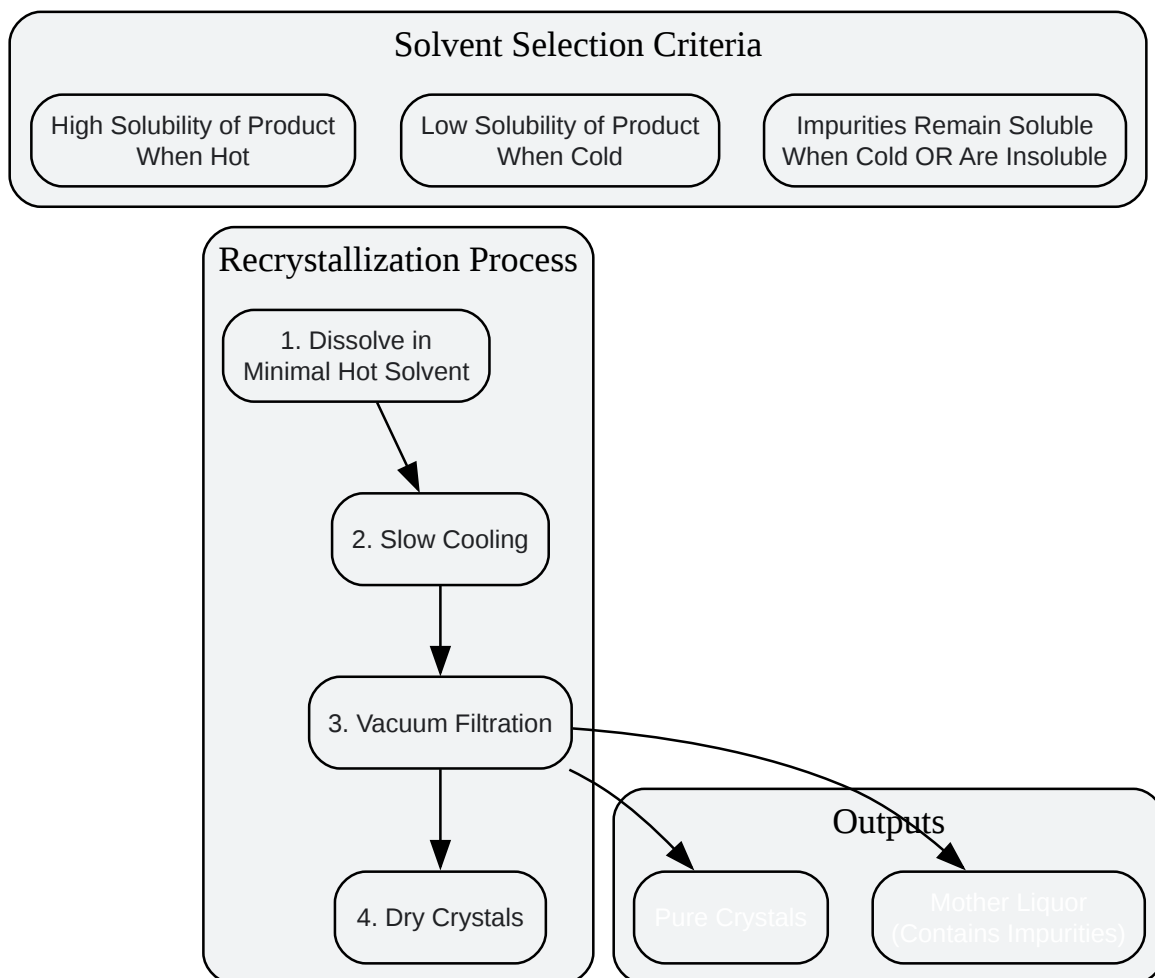 Solvent Selection Criteria
High Solubility of Product
When Hot
Low Solubility of Product
When Cold
Impurities Remain Soluble
When Cold OR Are Insoluble
Recrystallization Process
1. Dissolve in
Minimal Hot Solvent
2. Slow Cooling
3. Vacuum Filtration
4. Dry Crystals
Outputs
Pure Crystals
Mother Liquor
(Contains Impurities)